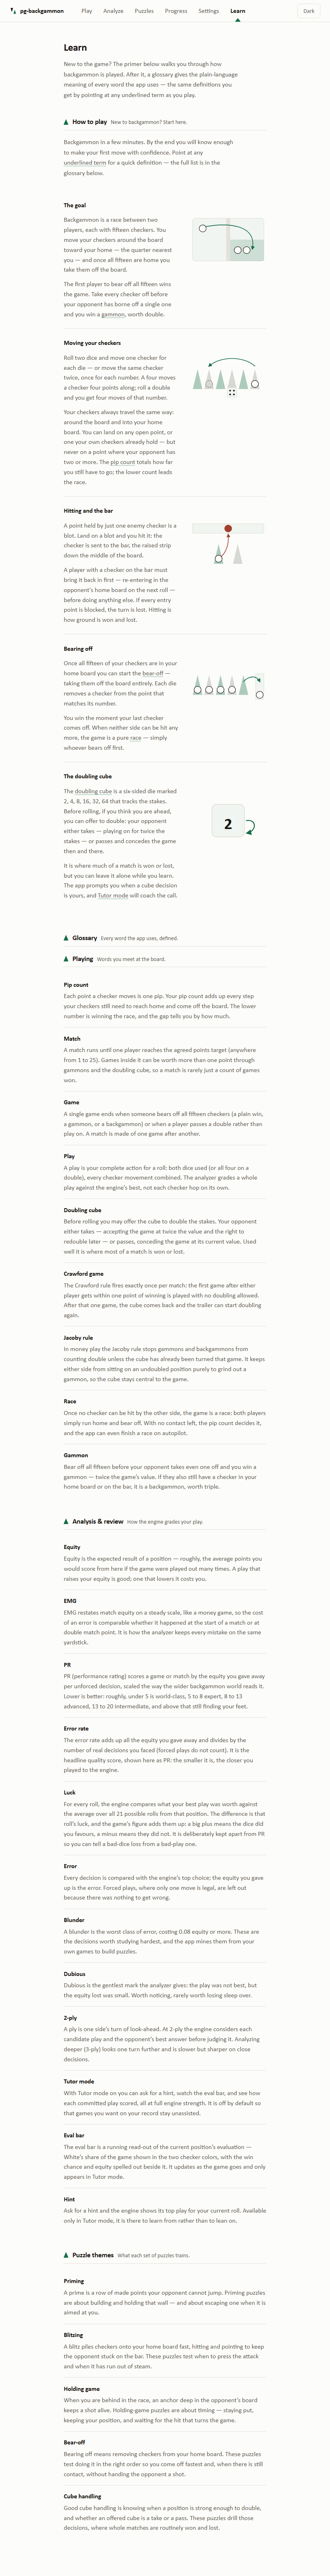 pg-backgammon
Play
Analyze
Puzzles
Progress
Settings
Learn
Dark
Learn
New to the game? The primer below walks you through how
backgammon is played. After it, a glossary gives the plain-language
meaning of every word the app uses — the same definitions you
get by pointing at any underlined term as you play.
How to play New to backgammon? Start here.
Backgammon in a few minutes. By the end you will know enough
to make your first move with confidence. Point at any
underlined term for a quick definition — the full list is in the
glossary below.
The goal
Backgammon is a race between two
players, each with fifteen checkers. You
move your checkers around the board
toward your home — the quarter nearest
you — and once all fifteen are home you
take them off the board.
The first player to bear off all fifteen wins
the game. Take every checker off before
your opponent has borne off a single one
and you win a gammon, worth double.
Moving your checkers
Roll two dice and move one checker for
each die — or move the same checker
twice, once for each number. A four moves
a checker four points along; roll a double
and you get four moves of that number.
Your checkers always travel the same way:
around the board and into your home
board. You can land on any open point, or
one your own checkers already hold — but
never on a point where your opponent has
two or more. The pip count totals how far
you still have to go; the lower count leads
the race.
Hitting and the bar
A point held by just one enemy checker is a
blot. Land on a blot and you hit it: the
checker is sent to the bar, the raised strip
down the middle of the board.
A player with a checker on the bar must
bring it back in first — re-entering in the
opponent's home board on the next roll —
before doing anything else. If every entry
point is blocked, the turn is lost. Hitting is
how ground is won and lost.
Bearing off
Once all fifteen of your checkers are in your
home board you can start the bear-off —
taking them off the board entirely. Each die
removes a checker from the point that
matches its number.
You win the moment your last checker
comes off. When neither side can be hit any
more, the game is a pure race — simply
whoever bears off first.
The doubling cube
The doubling cube is a six-sided die marked
2, 4, 8, 16, 32, 64 that tracks the stakes.
Before rolling, if you think you are ahead,
you can offer to double: your opponent
either takes — playing on for twice the
stakes — or passes and concedes the game
then and there.
2
It is where much of a match is won or lost,
but you can leave it alone while you learn.
The app prompts you when a cube decision
is yours, and Tutor mode will coach the call.
Glossary Every word the app uses, defined.
Playing Words you meet at the board.
Pip count
Each point a checker moves is one pip. Your pip count adds up every step
your checkers still need to reach home and come off the board. The lower
number is winning the race, and the gap tells you by how much.
Match
A match runs until one player reaches the agreed points target (anywhere
from 1 to 25). Games inside it can be worth more than one point through
gammons and the doubling cube, so a match is rarely just a count of games
won.
Game
A single game ends when someone bears off all fifteen checkers (a plain win,
a gammon, or a backgammon) or when a player passes a double rather than
play on. A match is made of one game after another.
Play
A play is your complete action for a roll: both dice used (or all four on a
double), every checker movement combined. The analyzer grades a whole
play against the engine's best, not each checker hop on its own.
Doubling cube
Before rolling you may offer the cube to double the stakes. Your opponent
either takes — accepting the game at twice the value and the right to
redouble later — or passes, conceding the game at its current value. Used
well it is where most of a match is won or lost.
Crawford game
The Crawford rule fires exactly once per match: the first game after either
player gets within one point of winning is played with no doubling allowed.
After that one game, the cube comes back and the trailer can start doubling
again.
Jacoby rule
In money play the Jacoby rule stops gammons and backgammons from
counting double unless the cube has already been turned that game. It keeps
either side from sitting on an undoubled position purely to grind out a
gammon, so the cube stays central to the game.
Race
Once no checker can be hit by the other side, the game is a race: both players
simply run home and bear off. With no contact left, the pip count decides it,
and the app can even finish a race on autopilot.
Gammon
Bear off all fifteen before your opponent takes even one off and you win a
gammon — twice the game's value. If they also still have a checker in your
home board or on the bar, it is a backgammon, worth triple.
Analysis & review How the engine grades your play.
Equity
Equity is the expected result of a position — roughly, the average points you
would score from here if the game were played out many times. A play that
raises your equity is good; one that lowers it costs you.
EMG
EMG restates match equity on a steady scale, like a money game, so the cost
of an error is comparable whether it happened at the start of a match or at
double match point. It is how the analyzer keeps every mistake on the same
yardstick.
PR
PR (performance rating) scores a game or match by the equity you gave away
per unforced decision, scaled the way the wider backgammon world reads it.
Lower is better: roughly, under 5 is world-class, 5 to 8 expert, 8 to 13
advanced, 13 to 20 intermediate, and above that still finding your feet.
Error rate
The error rate adds up all the equity you gave away and divides by the
number of real decisions you faced (forced plays do not count). It is the
headline quality score, shown here as PR: the smaller it is, the closer you
played to the engine.
Luck
For every roll, the engine compares what your best play was worth against
the average over all 21 possible rolls from that position. The difference is that
roll's luck, and the game's figure adds them up: a big plus means the dice did
you favours, a minus means they did not. It is deliberately kept apart from PR
so you can tell a bad-dice loss from a bad-play one.
Error
Every decision is compared with the engine's top choice; the equity you gave
up is the error. Forced plays, where only one move is legal, are left out
because there was nothing to get wrong.
Blunder
A blunder is the worst class of error, costing 0.08 equity or more. These are
the decisions worth studying hardest, and the app mines them from your
own games to build puzzles.
Dubious
Dubious is the gentlest mark the analyzer gives: the play was not best, but
the equity lost was small. Worth noticing, rarely worth losing sleep over.
2-ply
A ply is one side's turn of look-ahead. At 2-ply the engine considers each
candidate play and the opponent's best answer before judging it. Analyzing
deeper (3-ply) looks one turn further and is slower but sharper on close
decisions.
Tutor mode
With Tutor mode on you can ask for a hint, watch the eval bar, and see how
each committed play scored, all at full engine strength. It is off by default so
that games you want on your record stay unassisted.
Eval bar
The eval bar is a running read-out of the current position's evaluation —
White's share of the game shown in the two checker colors, with the win
chance and equity spelled out beside it. It updates as the game goes and only
appears in Tutor mode.
Hint
Ask for a hint and the engine shows its top play for your current roll. Available
only in Tutor mode, it is there to learn from rather than to lean on.
Puzzle themes What each set of puzzles trains.
Priming
A prime is a row of made points your opponent cannot jump. Priming puzzles
are about building and holding that wall — and about escaping one when it is
aimed at you.
Blitzing
A blitz piles checkers onto your home board fast, hitting and pointing to keep
the opponent stuck on the bar. These puzzles test when to press the attack
and when it has run out of steam.
Holding game
When you are behind in the race, an anchor deep in the opponent's board
keeps a shot alive. Holding-game puzzles are about timing — staying put,
keeping your position, and waiting for the hit that turns the game.
Bear-off
Bearing off means removing checkers from your home board. These puzzles
test doing it in the right order so you come off fastest and, when there is still
contact, without handing the opponent a shot.
Cube handling
Good cube handling is knowing when a position is strong enough to double,
and whether an offered cube is a take or a pass. These puzzles drill those
decisions, where whole matches are routinely won and lost.